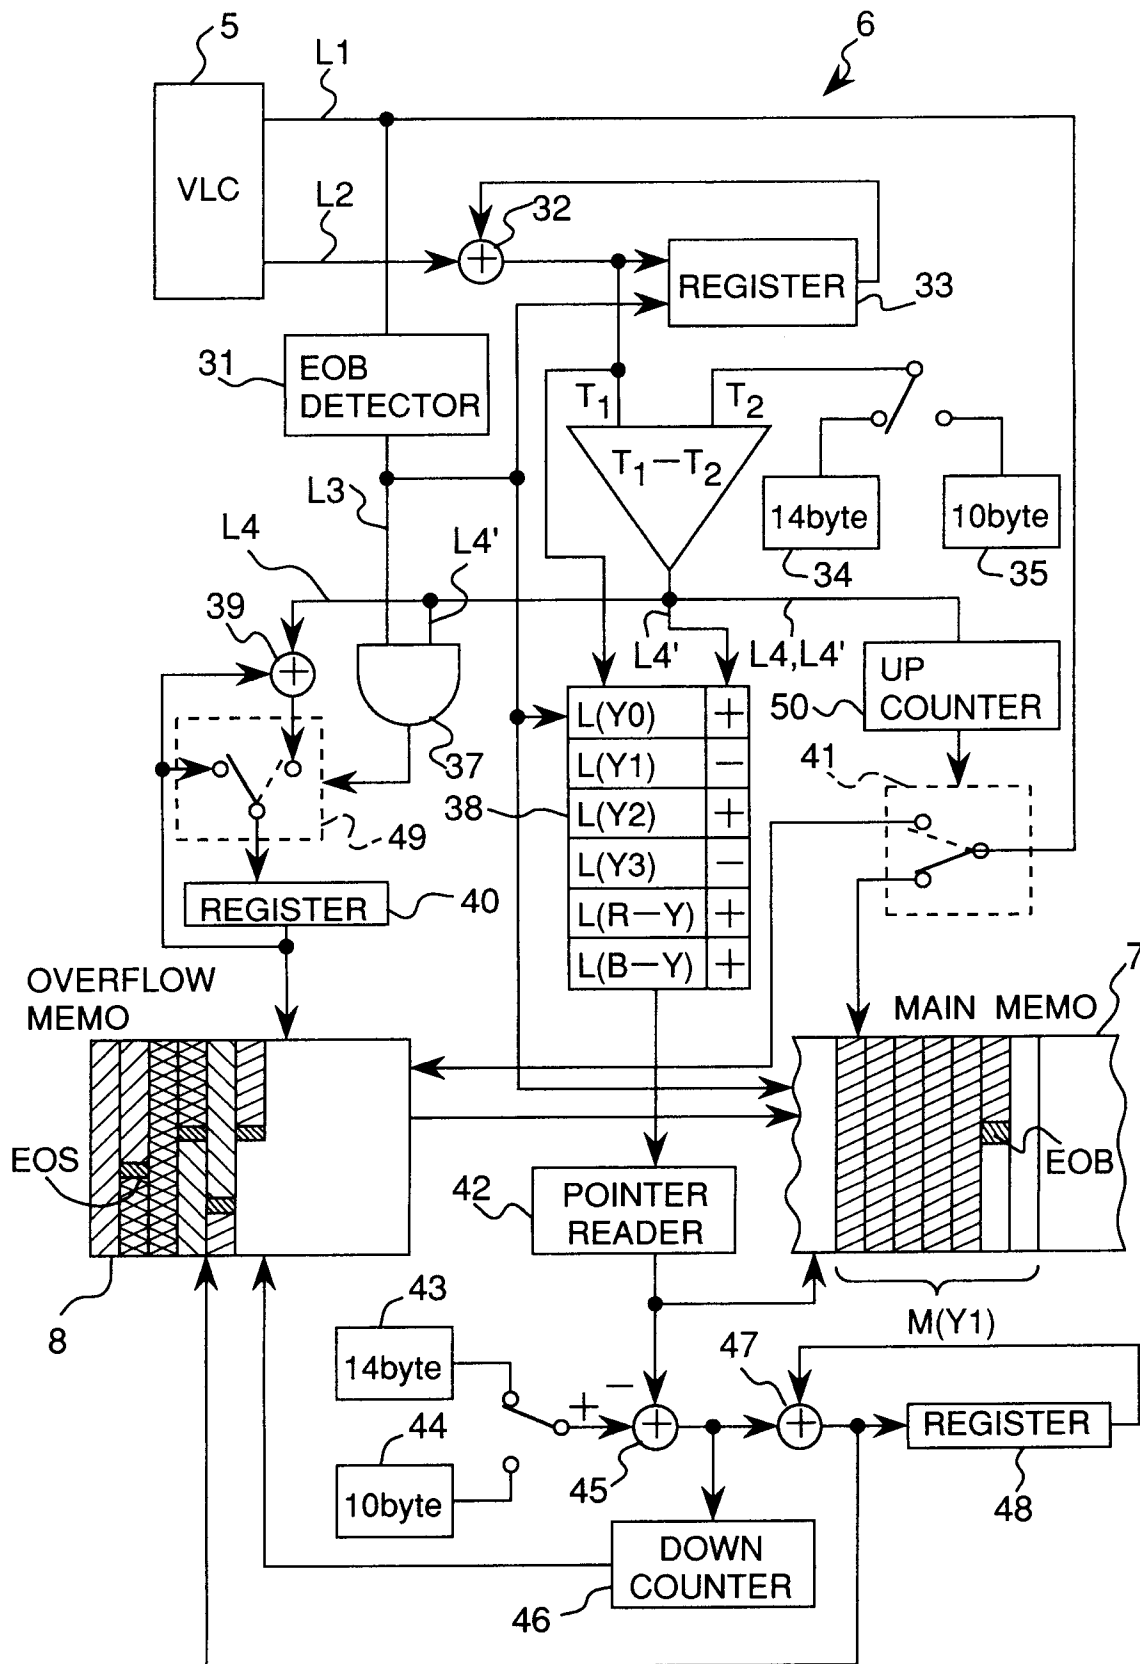 5
6
L1
VLC
L2
32
REGISTER
33
31
EOB
DETECTOR
T1
T2
T1—T2
L3
14byte
10byte
L4
L4'
34
35
39
L4'
L4,L4'
UP
COUNTER
50
L(Y0) +
37
L(Y1) −
41
38
L(Y2) +
49
L(Y3) −
REGISTER
40
L(R—Y) +
L(B—Y) +
7
OVERFLOW
MEMO
MAIN MEMO
EOS
EOB
42
POINTER
READER
8
43
M(Y1)
14byte
47
−
+
44
REGISTER
10byte
45
48
DOWN
COUNTER
46